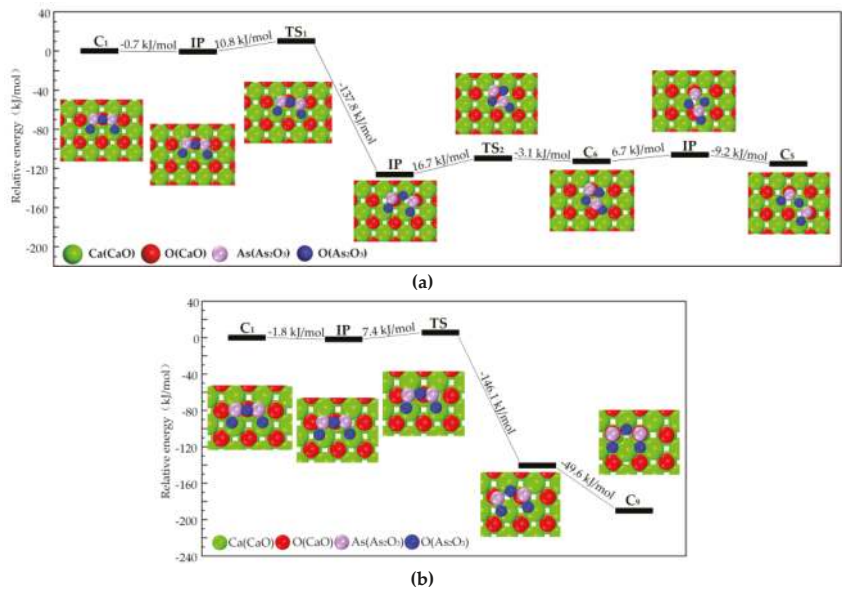 40
0
-40
-80
-120
-160
-200
Relative energy (kJ/mol)
C₁ -0.7 kJ/mol IP 10.8 kJ/mol TS₁
-137.8 kJ/mol
IP 16.7 kJ/mol TS₂ -3.1 kJ/mol C₆ 6.7 kJ/mol IP -9.2 kJ/mol C₅
Ca(CaO) O(CaO) As(As₂O₃) O(As₂O₃)
(a)
40
0
-40
-80
-120
-160
-200
-240
Relative energy (kJ/mol)
C₁ -1.8 kJ/mol IP 7.4 kJ/mol TS
-146.1 kJ/mol
-49.6 kJ/mol
Ca(CaO) O(CaO) As(As₂O₃) O(As₂O₃)
(b)